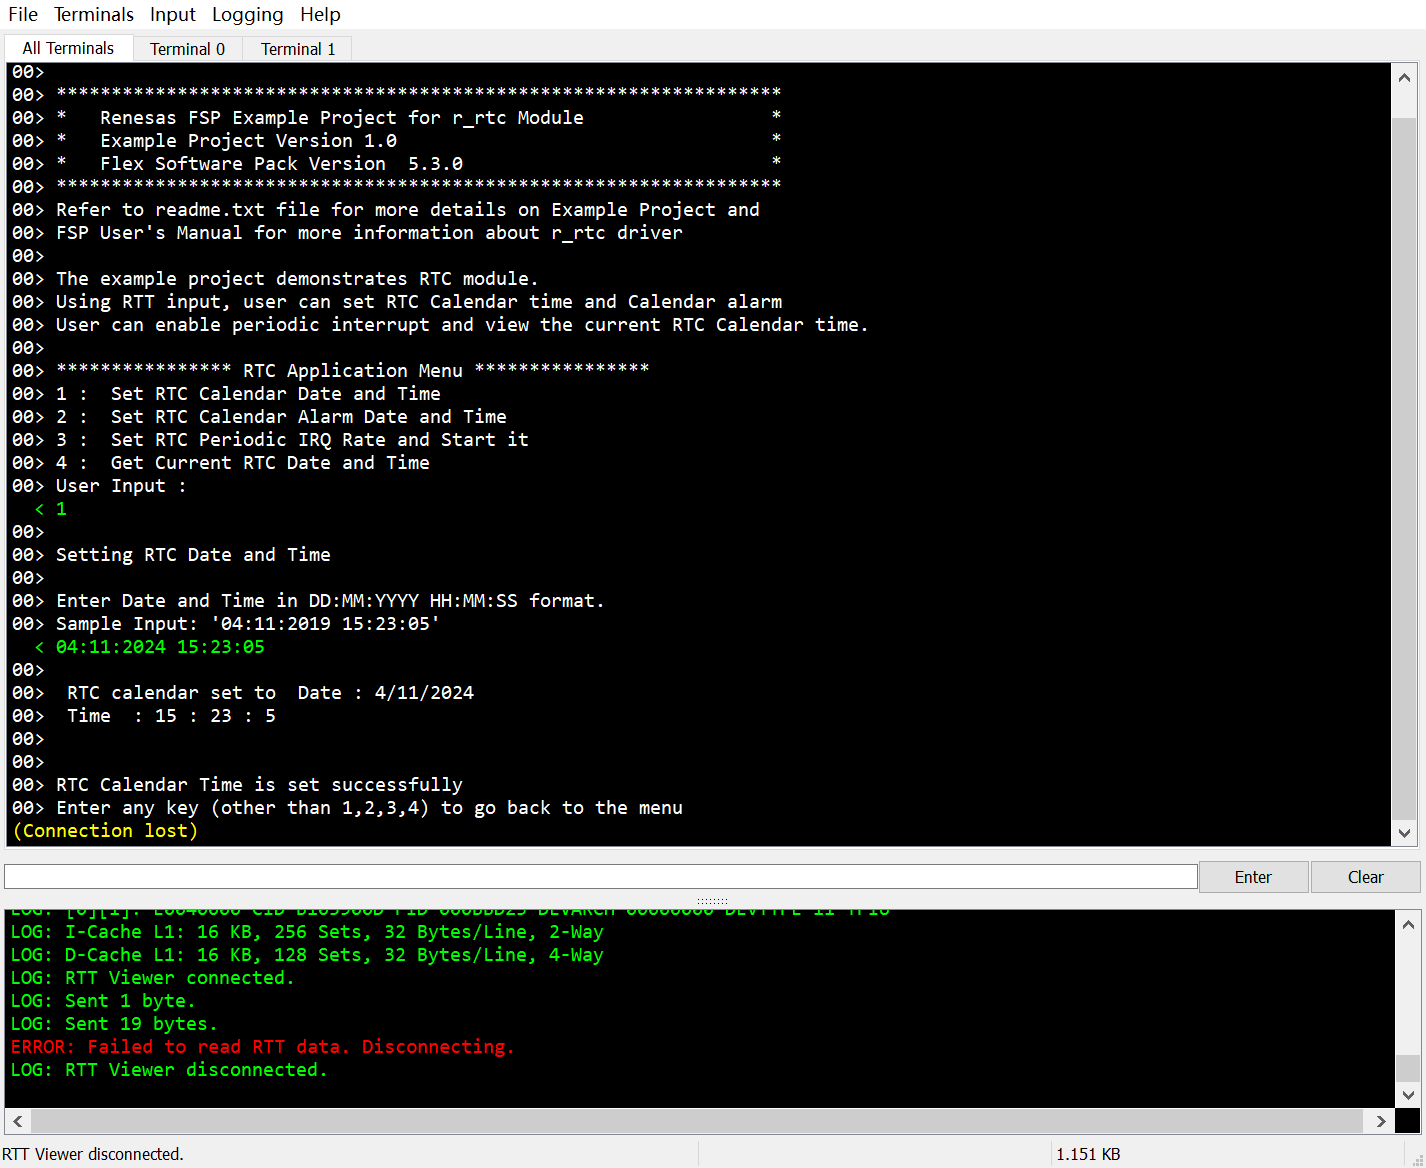 File Terminals Input Logging Help
All Terminals Terminal 0 Terminal 1
00>
00> ******************************************************************
00> *   Renesas FSP Example Project for r_rtc Module                 *
00> *   Example Project Version 1.0                                  *
00> *   Flex Software Pack Version  5.3.0                            *
00> ******************************************************************
00> Refer to readme.txt file for more details on Example Project and
00> FSP User's Manual for more information about r_rtc driver
00>
00> The example project demonstrates RTC module.
00> Using RTT input, user can set RTC Calendar time and Calendar alarm
00> User can enable periodic interrupt and view the current RTC Calendar time.
00>
00> **************** RTC Application Menu ****************
00> 1 :  Set RTC Calendar Date and Time
00> 2 :  Set RTC Calendar Alarm Date and Time
00> 3 :  Set RTC Periodic IRQ Rate and Start it
00> 4 :  Get Current RTC Date and Time
00> User Input :
< 1
00>
00> Setting RTC Date and Time
00>
00> Enter Date and Time in DD:MM:YYYY HH:MM:SS format.
00> Sample Input: '04:11:2019 15:23:05'
< 04:11:2024 15:23:05
00>
00>  RTC calendar set to  Date : 4/11/2024
00>  Time  : 15 : 23 : 5
00>
00>
00> RTC Calendar Time is set successfully
00> Enter any key (other than 1,2,3,4) to go back to the menu
(Connection lost)
Enter Clear
LOG: I-Cache L1: 16 KB, 256 Sets, 32 Bytes/Line, 2-Way
LOG: D-Cache L1: 16 KB, 128 Sets, 32 Bytes/Line, 4-Way
LOG: RTT Viewer connected.
LOG: Sent 1 byte.
LOG: Sent 19 bytes.
ERROR: Failed to read RTT data. Disconnecting.
LOG: RTT Viewer disconnected.
RTT Viewer disconnected. 1.151 KB